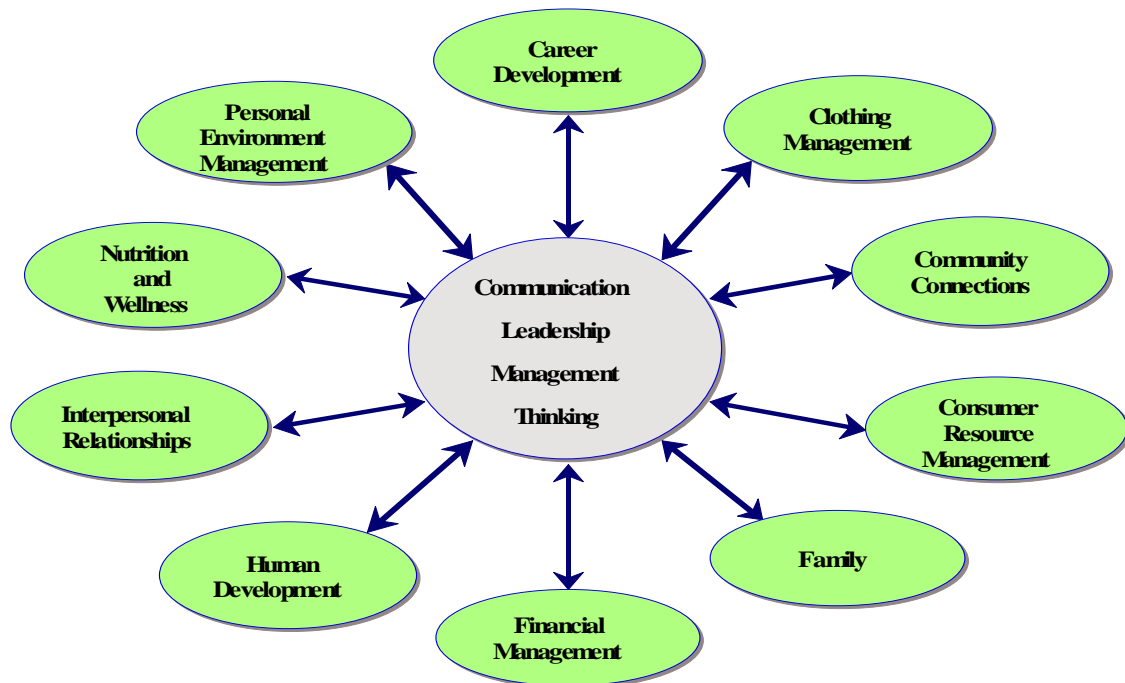 Career
Development
Clothing
Management
Community
Connections
Consumer
Resource
Management
Family
Financial
Management
Human
Development
Interpersonal
Relationships
Nutrition
and
Wellness
Personal
Environment
Management
Communication
Leadership
Management
Thinking